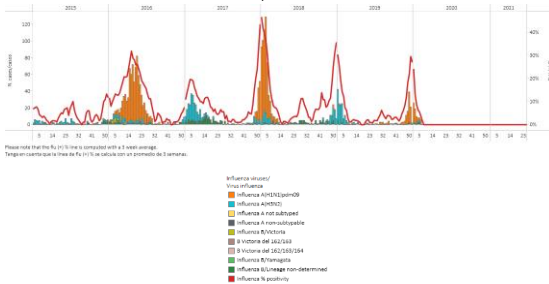 2015 2016 2017 2018 2019 2020 2021
120
100
80
60
40
20
0
40%
30%
20%
10%
0%
% cases/casos
5 14 23 32 41 50 5 14 23 32 41 50 5 14 23 32 41 50 5 14 23 32 41 50 5 14 23 32 41 50 5 14 23 32 41 50 5 14 23
Please note that the flu (+) % line is computed with a 3 week average.
Tenga en cuenta que la línea de flu (+) % se calcula con un promedio de 3 semanas.
Influenza viruses/
Virus influenza
Influenza A(H1N1)pdm09
Influenza A(H3N2)
Influenza A not subtyped
Influenza A non-subtypable
Influenza B/Victoria
B Victoria del 162/163
B Victoria del 162/163/164
Influenza B/Yamagata
Influenza B/Lineage non-determined
Influenza % positivity